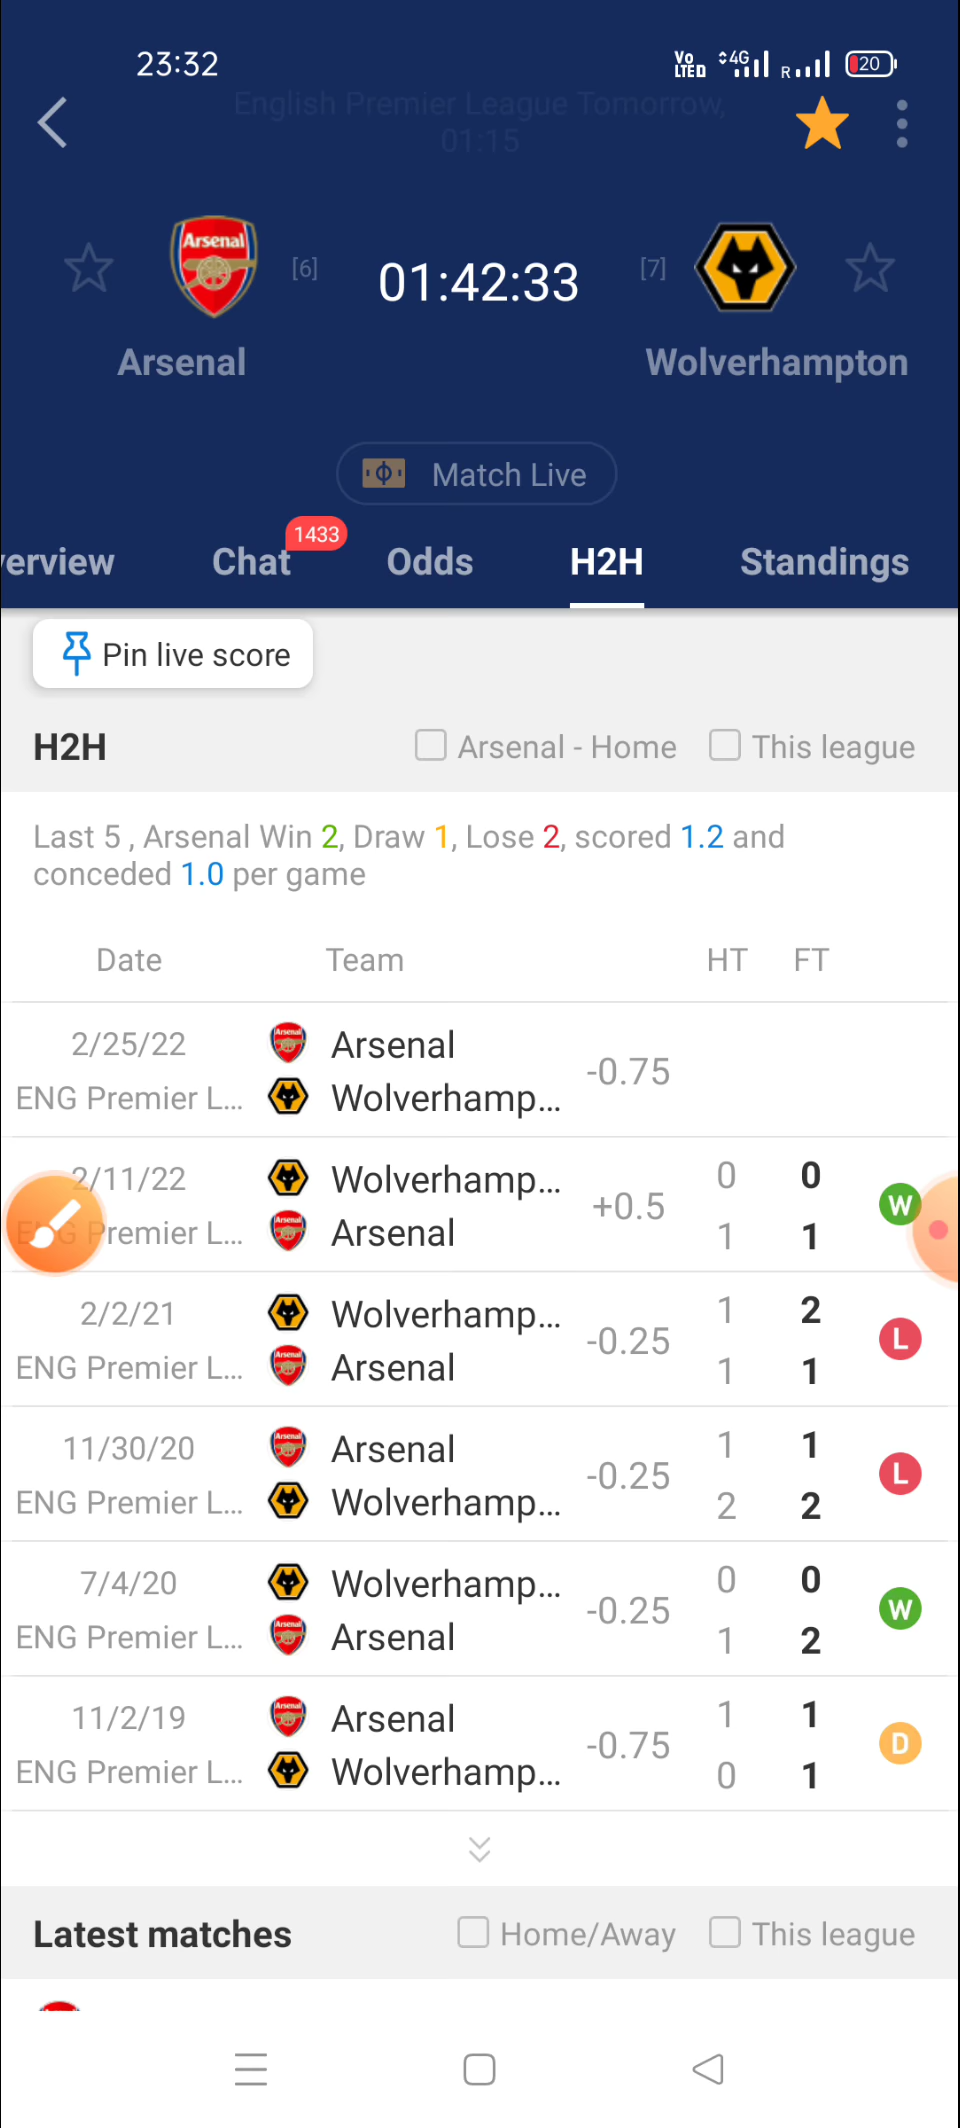 23:32
Vo LTED 4G R 20
English Premier League Tomorrow,
01:15
Arsenal
[6] 01:42:33 [7]
Arsenal Wolverhampton
Match Live
1433
verview Chat Odds H2H Standings
Pin live score
H2H Arsenal - Home This league
Last 5 , Arsenal Win 2, Draw 1, Lose 2, scored 1.2 and
conceded 1.0 per game
Date Team HT FT
2/25/22 Arsenal
-0.75
ENG Premier L... Wolverhamp...
2/11/22 Wolverhamp... 0 0
+0.5 W
Premier L... Arsenal 1 1
2/2/21 Wolverhamp... 1 2
-0.25 L
ENG Premier L... Arsenal 1 1
11/30/20 Arsenal 1 1
-0.25 L
ENG Premier L... Wolverhamp... 2 2
7/4/20 Wolverhamp... 0 0
-0.25 W
ENG Premier L... Arsenal 1 2
11/2/19 Arsenal 1 1
-0.75 D
ENG Premier L... Wolverhamp... 0 1
Latest matches Home/Away This league